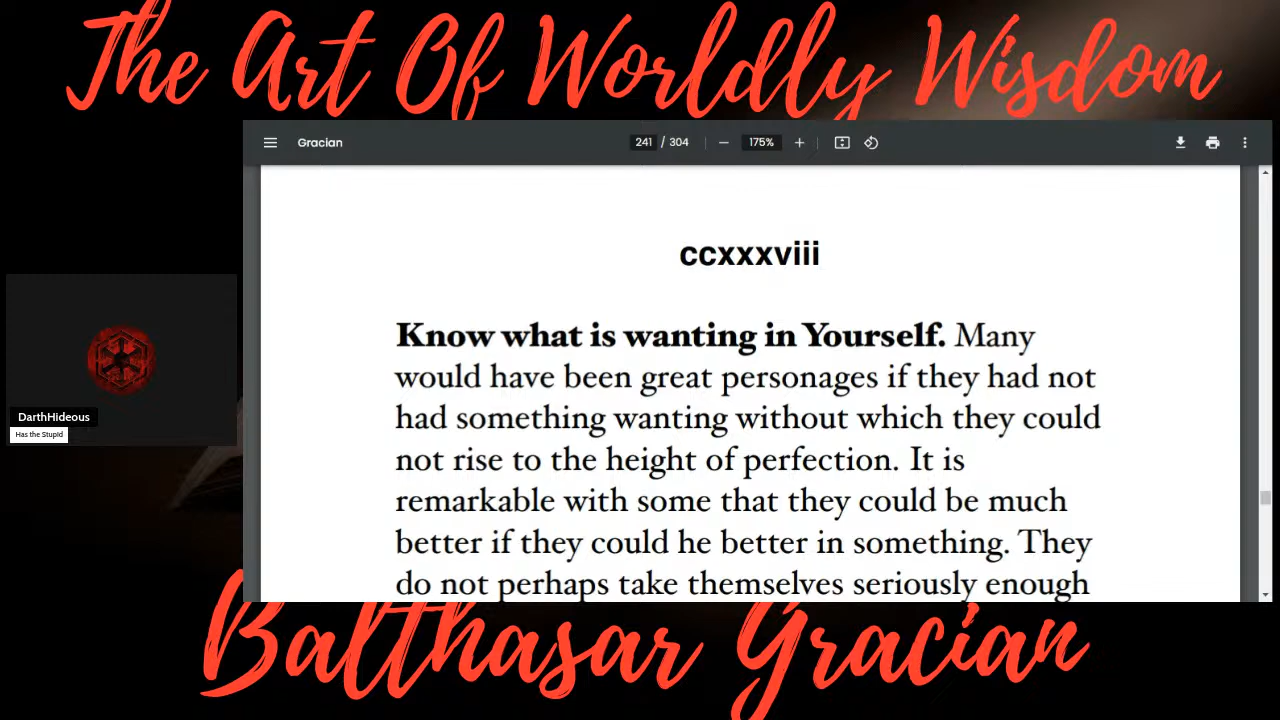 The Art Of Worldly Wisdom
Gracian
241 / 304
175%
ccxxxviii
Know what is wanting in Yourself. Many
would have been great personages if they had not
had something wanting without which they could
not rise to the height of perfection. It is
remarkable with some that they could be much
better if they could he better in something. They
do not perhaps take themselves seriously enough
DarthHideous
Has the Stupid
Balthasar Gracian